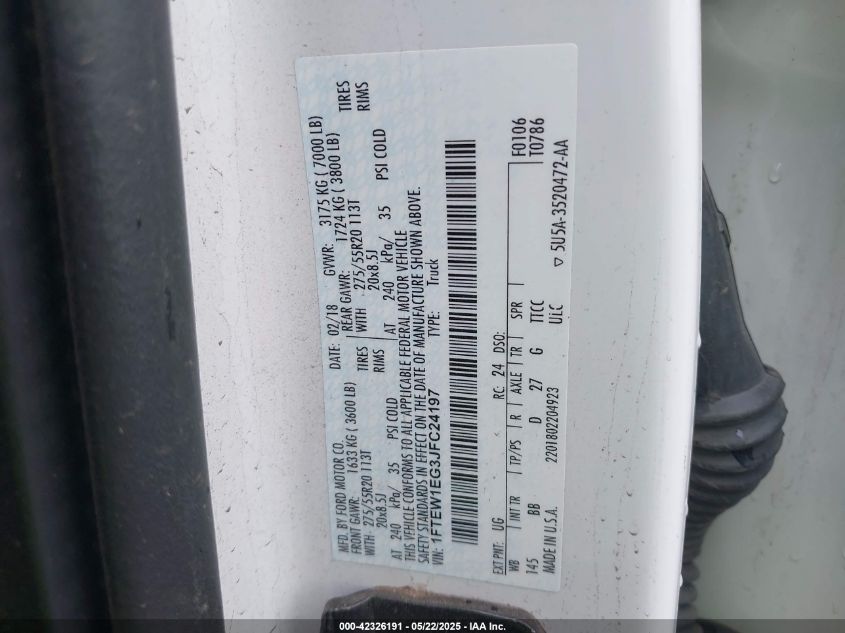 MFD. BY FORD MOTOR CO.
DATE: 02/18 GVWR: 3175 KG ( 7000 LB)
FRONT GAWR: 1633 KG ( 3600 LB)
REAR GAWR: 1724 KG ( 3800 LB)
WITH 275/55R20 113T TIRES
WITH 275/55R20 113T TIRES
20x8.5J RIMS
20x8.5J RIMS
AT 240 kPa/ 35 PSI COLD
AT 240 kPa/ 35 PSI COLD
THIS VEHICLE CONFORMS TO ALL APPLICABLE FEDERAL MOTOR VEHICLE
SAFETY STANDARDS IN EFFECT ON THE DATE OF MANUFACTURE SHOWN ABOVE.
VIN: 1FTEW1EG3JFC24197 TYPE: Truck
F0106
T0786
EXT PNT: UG RC: 24 DSO:
WB INT TR TP/PS R AXLE TR SPR
145 BB D 27 G TTCC
MADE IN U.S.A. 2201802204923 ULC ▽ 5U5A-3520472-AA
000-42326191 - 05/22/2025 - IAA Inc.